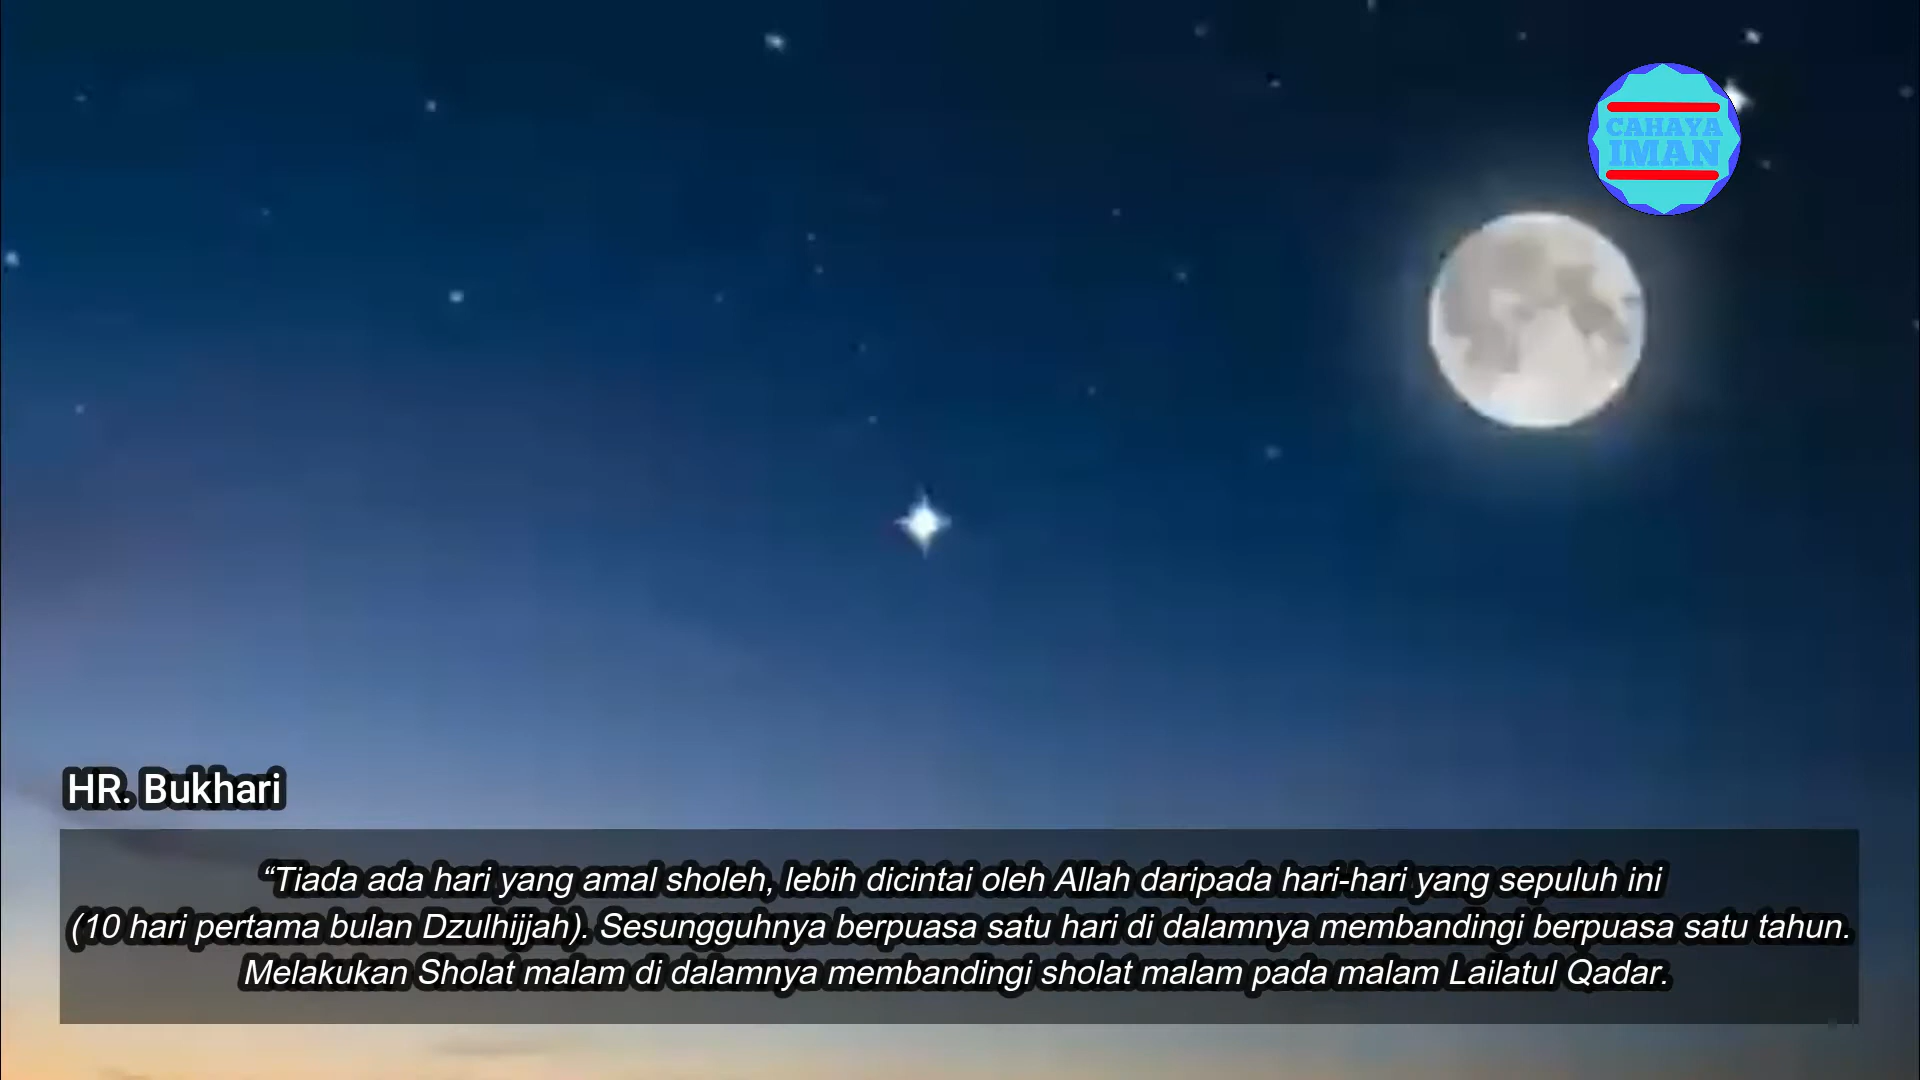 CAHAYA
IMAN
HR. Bukhari
“Tiada ada hari yang amal sholeh, lebih dicintai oleh Allah daripada hari-hari yang sepuluh ini
(10 hari pertama bulan Dzulhijjah). Sesungguhnya berpuasa satu hari di dalamnya membandingi berpuasa satu tahun.
Melakukan Sholat malam di dalamnya membandingi sholat malam pada malam Lailatul Qadar.